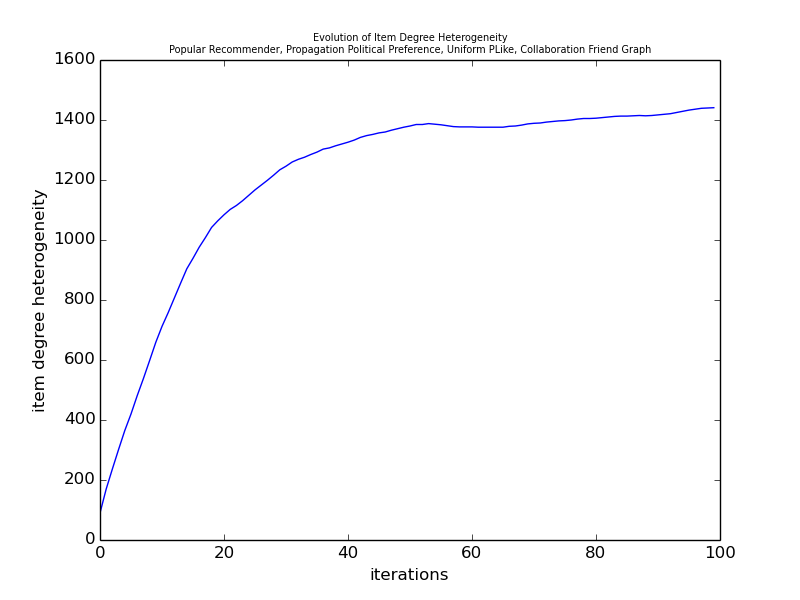 Evolution of Item Degree Heterogeneity
Popular Recommender, Propagation Political Preference, Uniform PLike, Collaboration Friend Graph
1600
1400
1200
1000
800
600
400
200
0
item degree heterogeneity
0 20 40 60 80 100
iterations